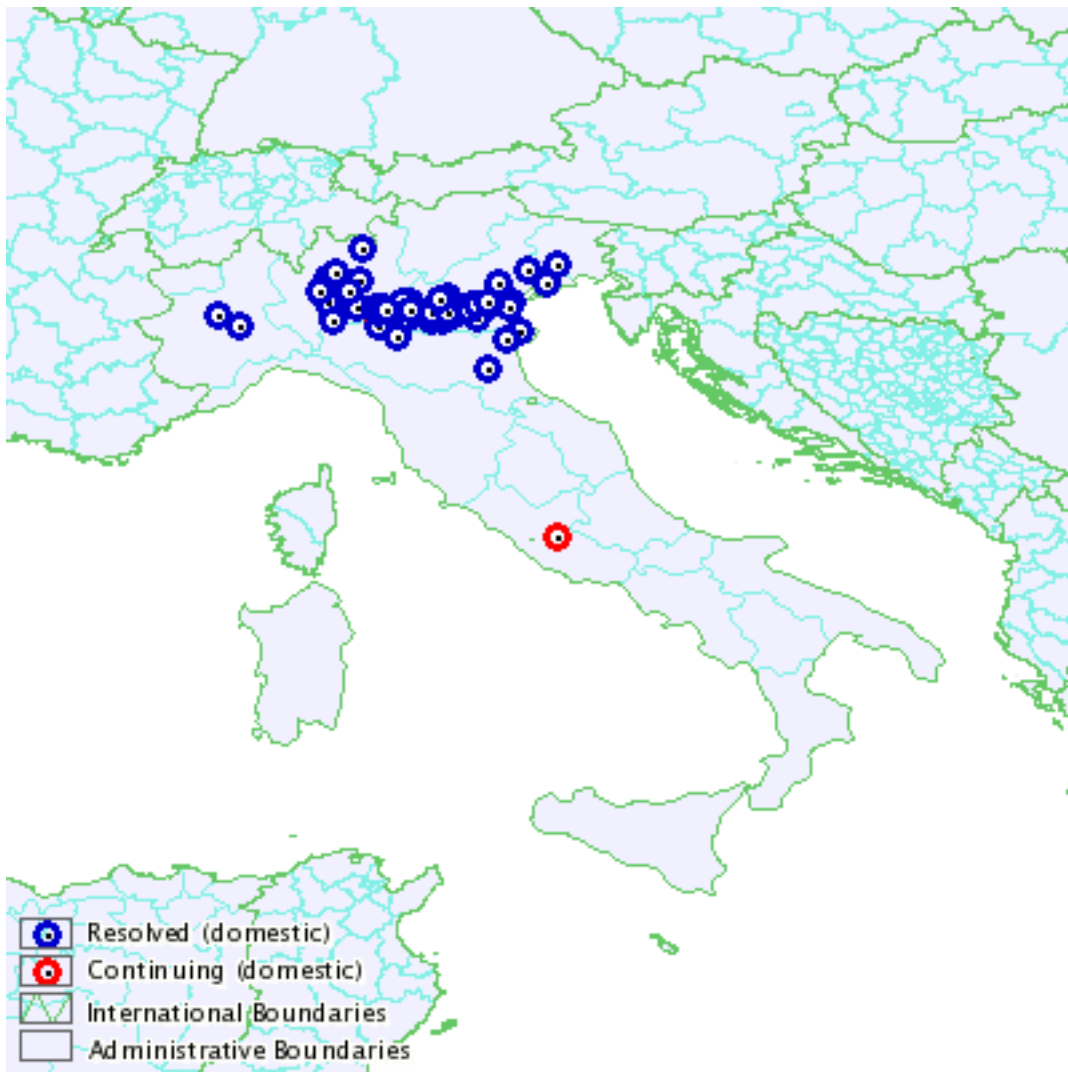 Resolved (domestic)
Continuing (domestic)
International Boundaries
Administrative Boundaries